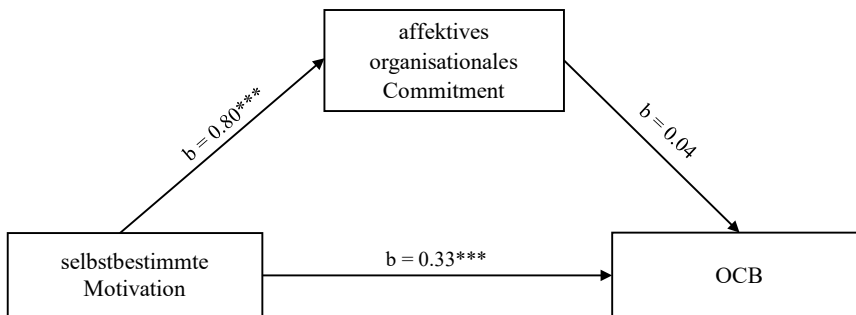 affektives
organisationales
Commitment
b = 0.80***
b = 0.04
selbstbestimmte
Motivation
b = 0.33***
OCB